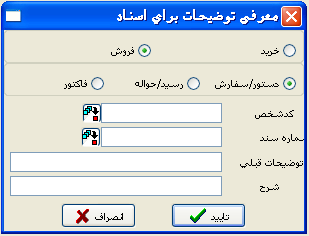 معرفي توضيحات براي اسناد
خريد فروش
دستور/سفارش رسيد/حواله فاكتور
كدشخص
شماره سند
توضيحات قبلي
شرح
تاييد انصراف